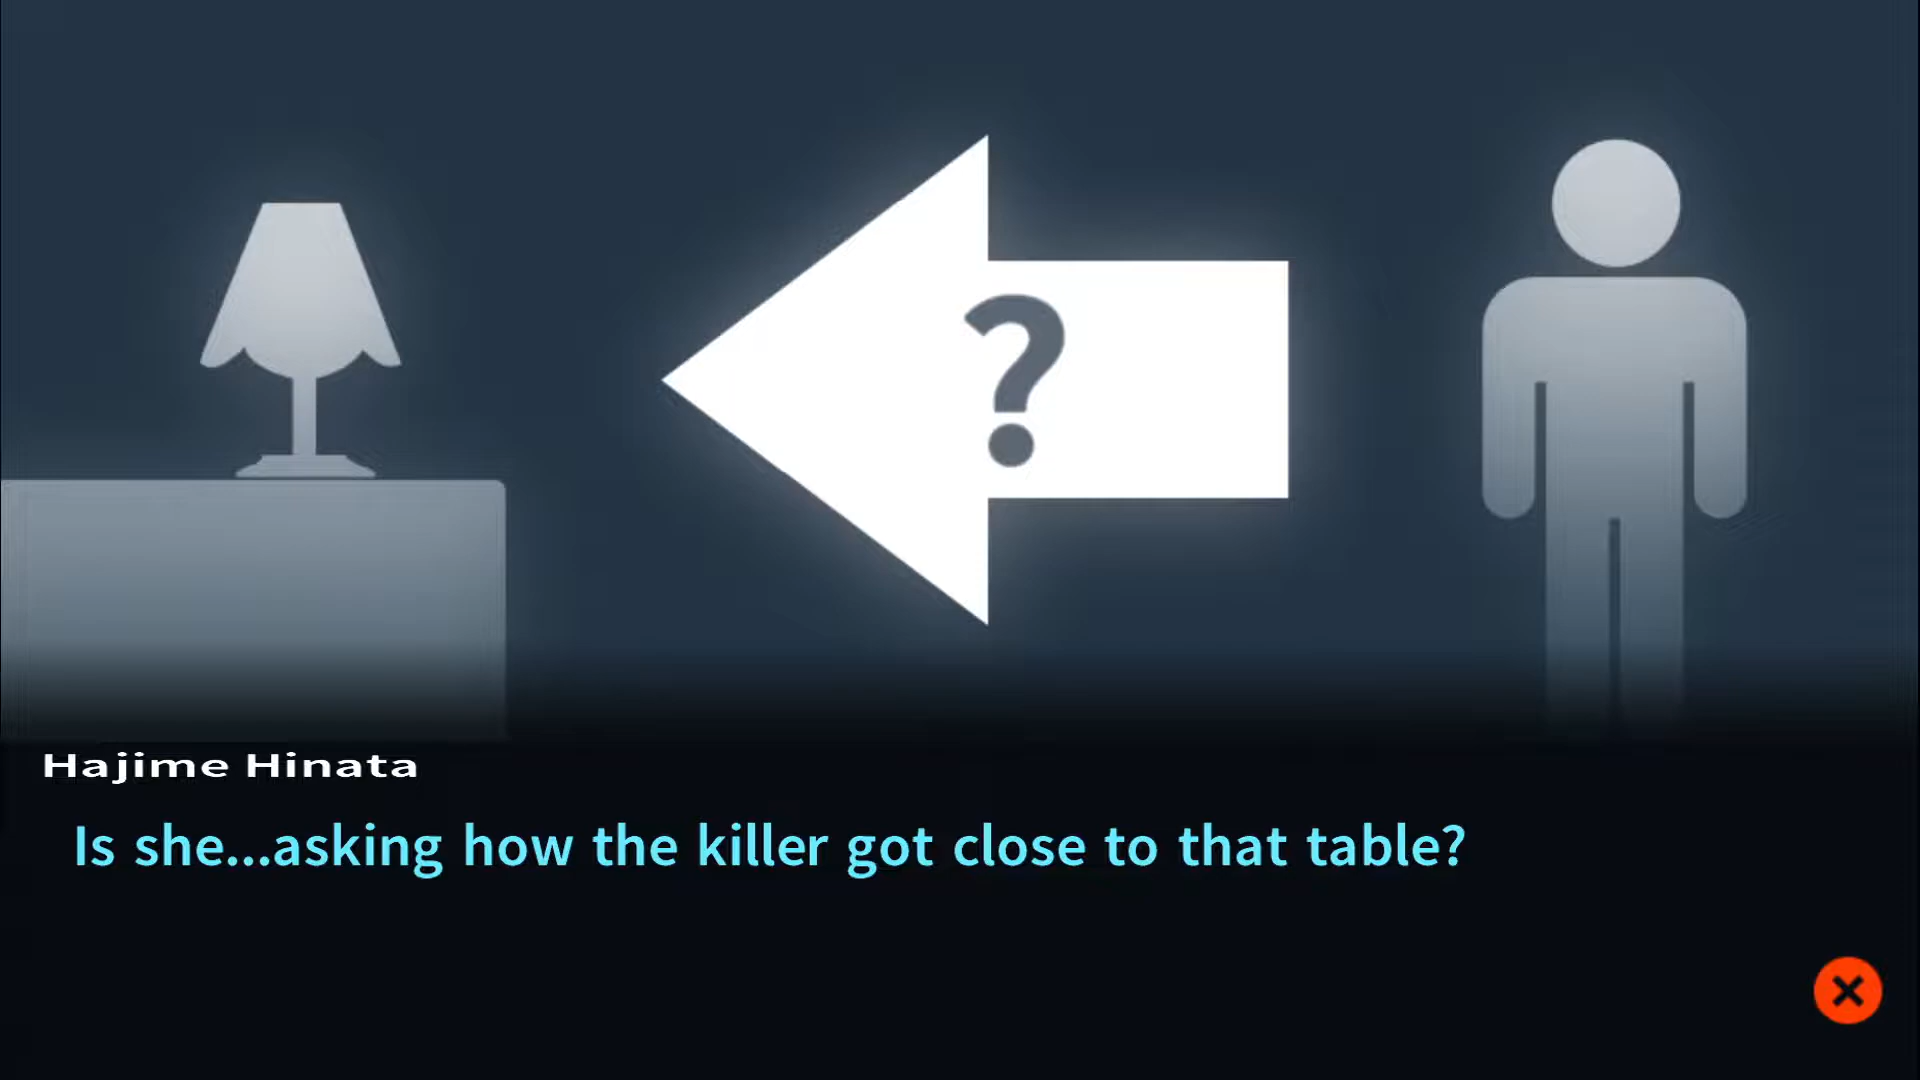 ?
Hajime Hinata
Is she...asking how the killer got close to that table?